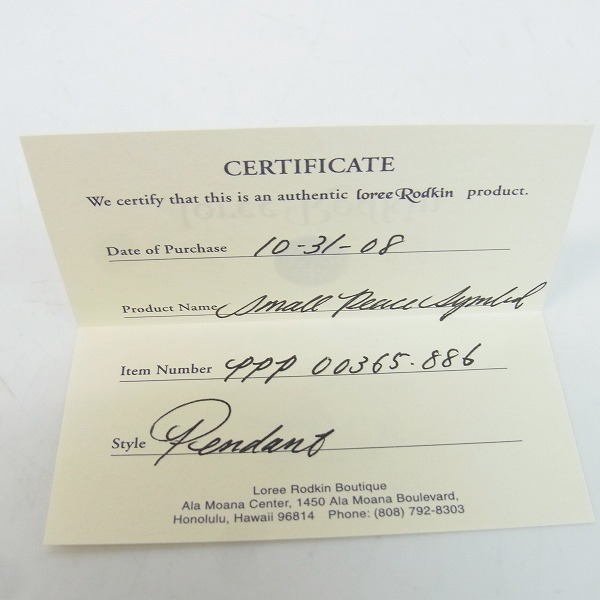 CERTIFICATE
We certify that this is an authentic loree Rodkin product.
Date of Purchase 10-31-08
Product Name Small Peace Symbol
Item Number PPP 00365.886
Style Pendant
Loree Rodkin Boutique
Ala Moana Center, 1450 Ala Moana Boulevard,
Honolulu, Hawaii 96814 Phone: (808) 792-8303